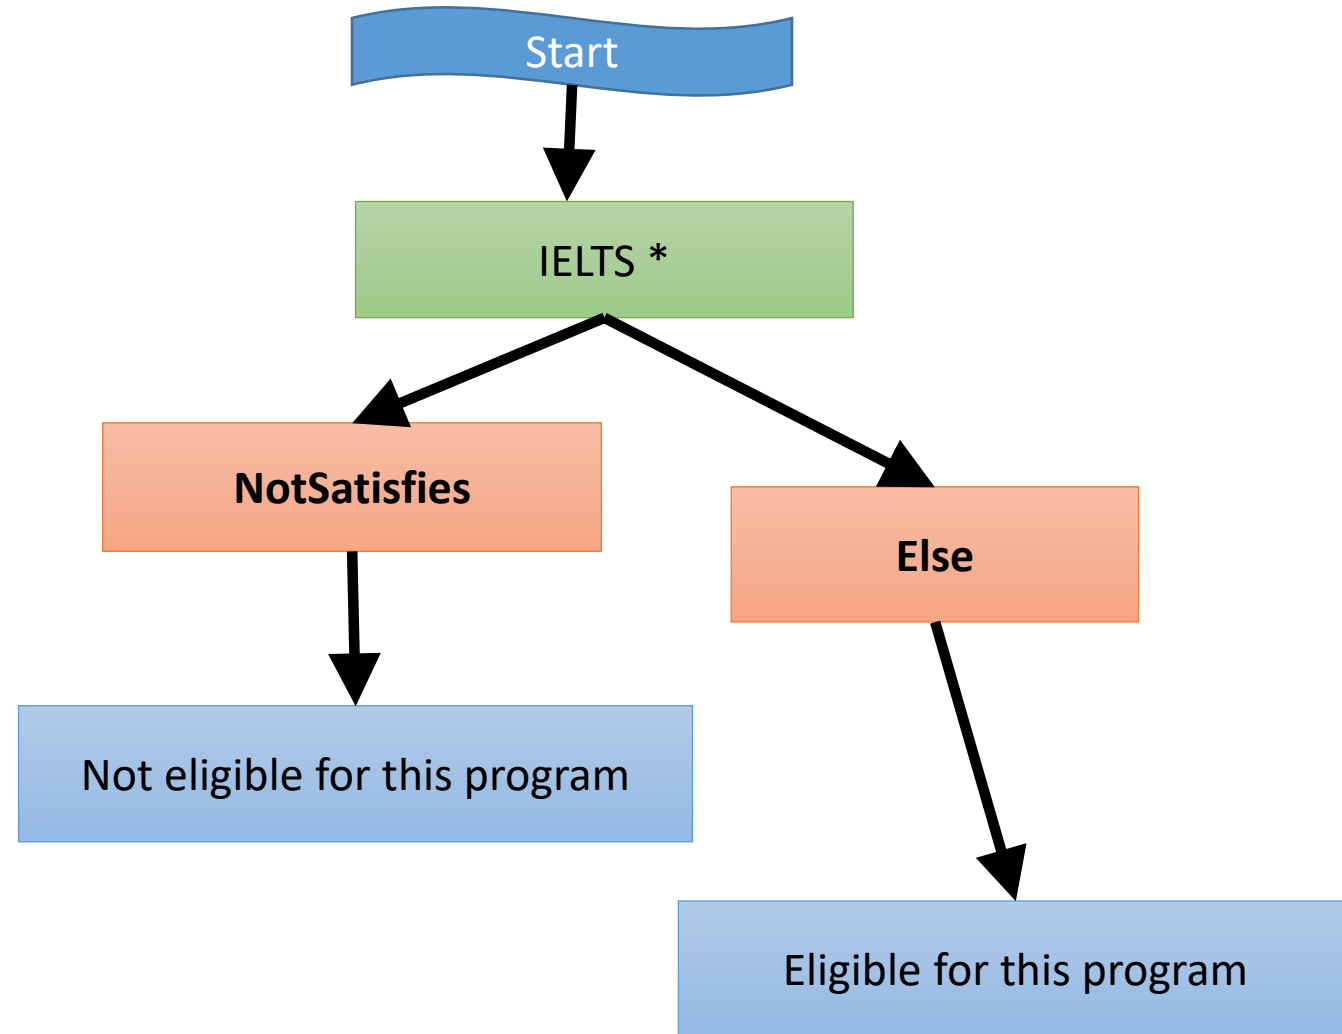 Start
IELTS *
NotSatisfies
Else
Not eligible for this program
Eligible for this program